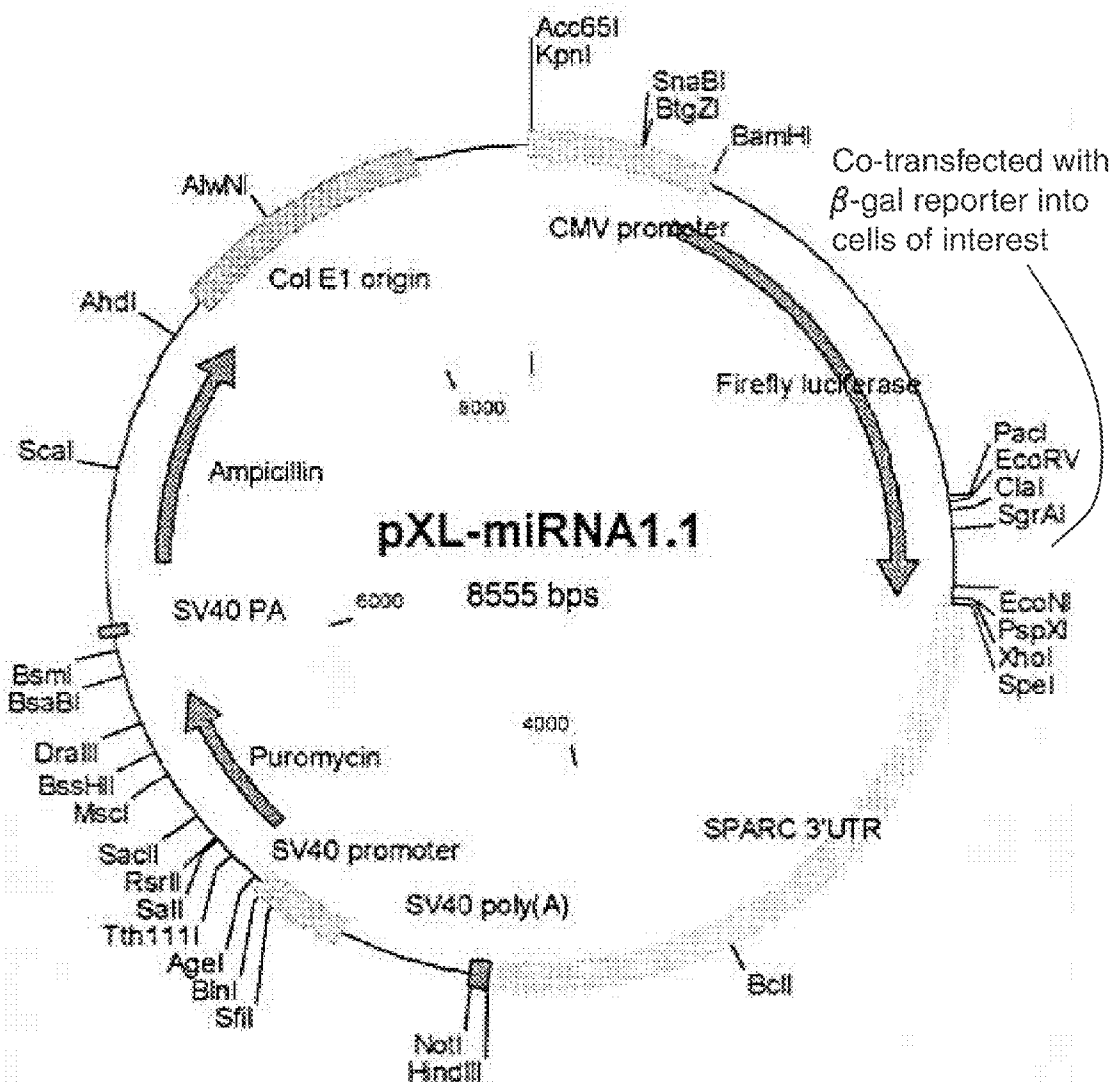 Acc65I
KpnI
SnaBI
BtgZI
BamHI
Co-transfected with
β-gal reporter into
cells of interest
AlwNI
CMV promoter
Col E1 origin
AhdI
Firefly luciferase
8000
PacI
EcoRV
ClaI
SgrAI
ScaI
Ampicillin
pXL-miRNA1.1
8555 bps
SV40 PA
6000
EcoNI
PspXI
XhoI
SpeI
BsmI
BsaBI
DraIII
BssHII
MscI
Puromycin
4000
SPARC 3'UTR
SacII
RsrII
SalI
Tth111I
AgeI
BlnI
SfiI
SV40 promoter
SV40 poly(A)
BclI
NotI
HindIII